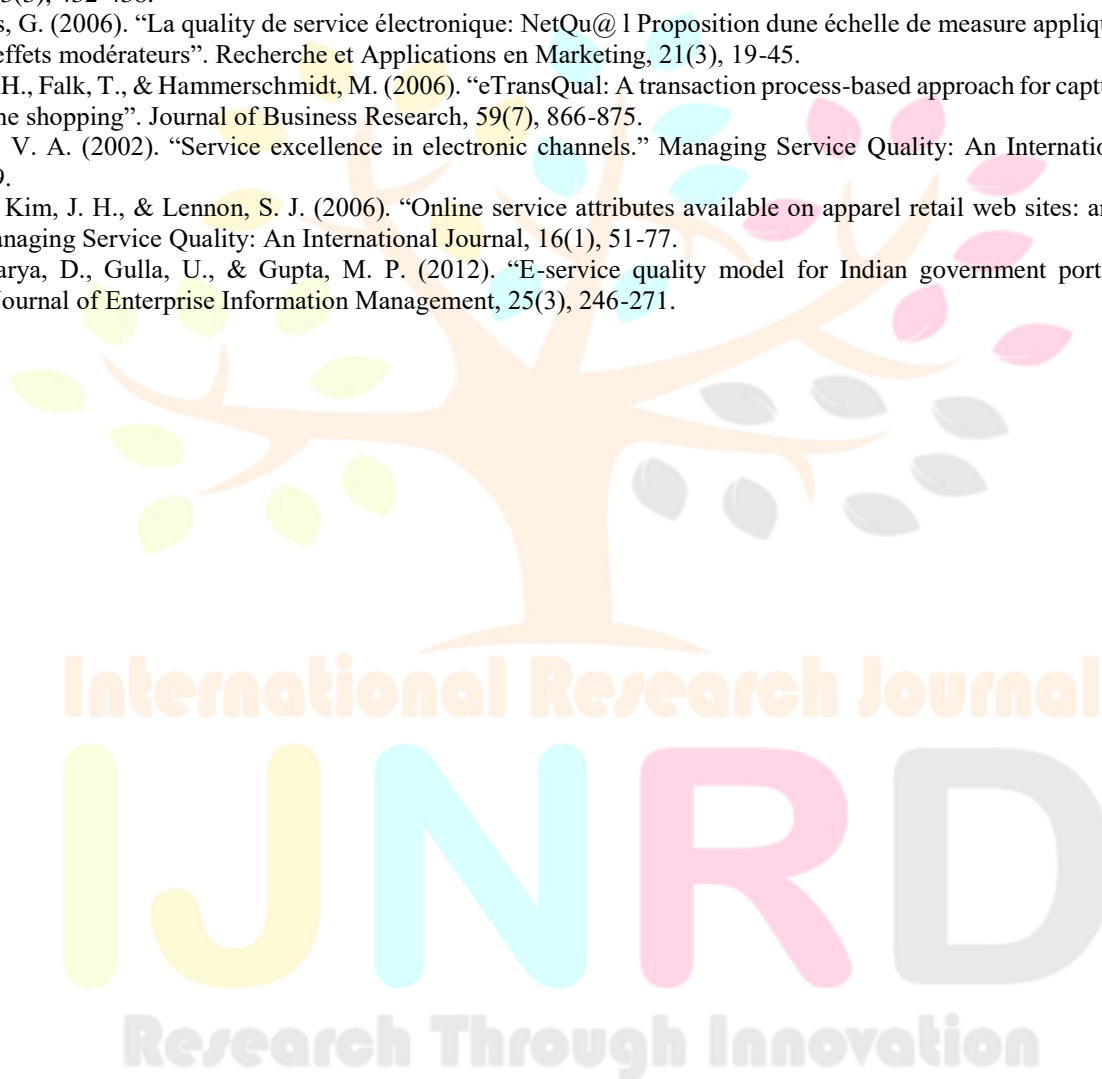 s, G. (2006). “La quality de service électronique: NetQu@ l Proposition dune échelle de measure appliqu
effets modérateurs”. Recherche et Applications en Marketing, 21(3), 19-45.
H., Falk, T., & Hammerschmidt, M. (2006). “eTransQual: A transaction process-based approach for captu
ne shopping”. Journal of Business Research, 59(7), 866-875.
V. A. (2002). “Service excellence in electronic channels.” Managing Service Quality: An Internatio
9.
Kim, J. H., & Lennon, S. J. (2006). “Online service attributes available on apparel retail web sites: a
anaging Service Quality: An International Journal, 16(1), 51-77.
arya, D., Gulla, U., & Gupta, M. P. (2012). “E-service quality model for Indian government port
Journal of Enterprise Information Management, 25(3), 246-271.
International Research Journal
IJNRD
Research Through Innovation